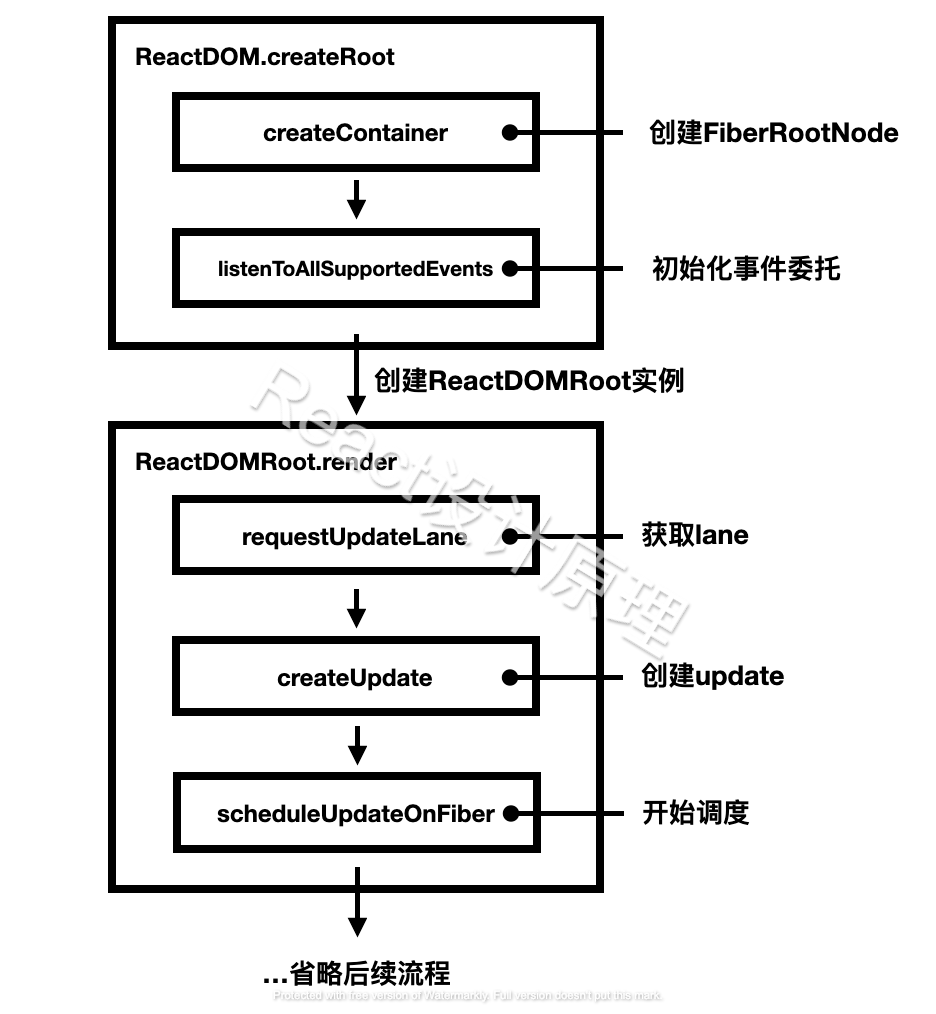 ReactDOM.createRoot
createContainer
创建FiberRootNode
listenToAllSupportedEvents
初始化事件委托
创建ReactDOMRoot实例
ReactDOMRoot.render
React设计原理
requestUpdateLane
获取lane
createUpdate
创建update
scheduleUpdateOnFiber
开始调度
...省略后续流程
Protected with free version of Watermarkly. Full version doesn't put this mark.